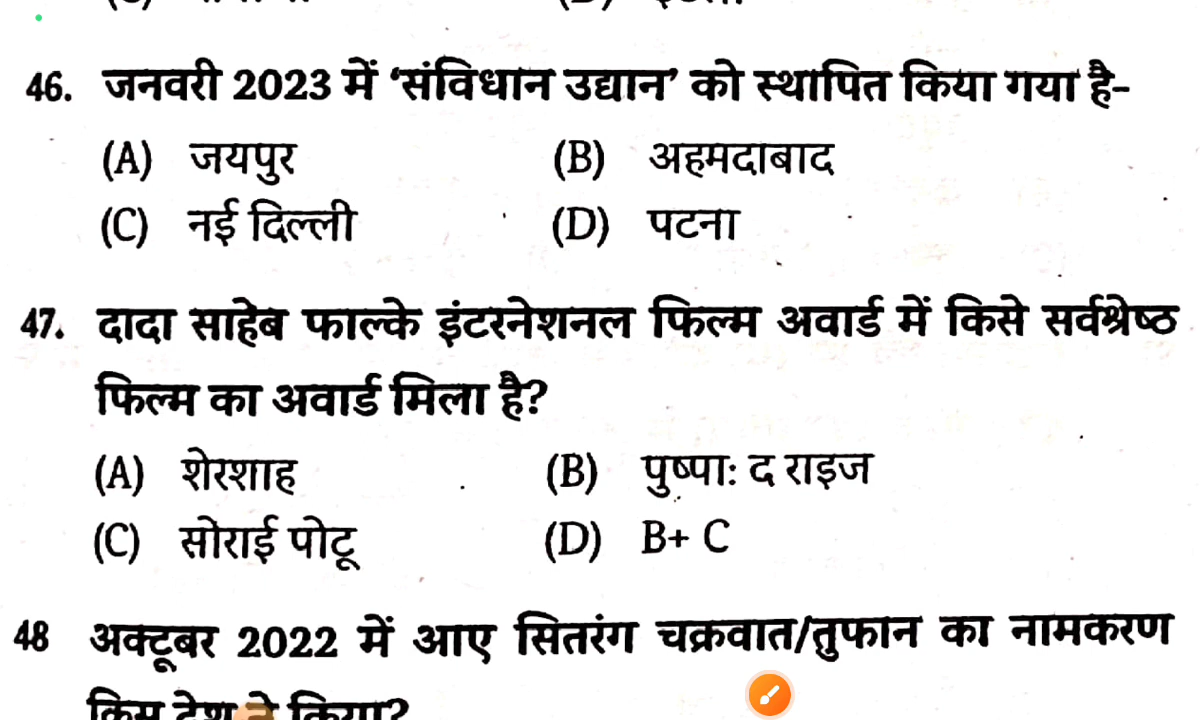 46. जनवरी 2023 में ‘संविधान उद्यान’ को स्थापित किया गया है-
(A) जयपुर (B) अहमदाबाद
(C) नई दिल्ली (D) पटना
47. दादा साहेब फाल्के इंटरनेशनल फिल्म अवार्ड में किसे सर्वश्रेष्ठ
फिल्म का अवार्ड मिला है?
(A) शेरशाह (B) पुष्पा: द राइज
(C) सोराई पोटू (D) B+ C
48 अक्टूबर 2022 में आए सितरंग चक्रवात/तुफान का नामकरण
किस देश ने किया?